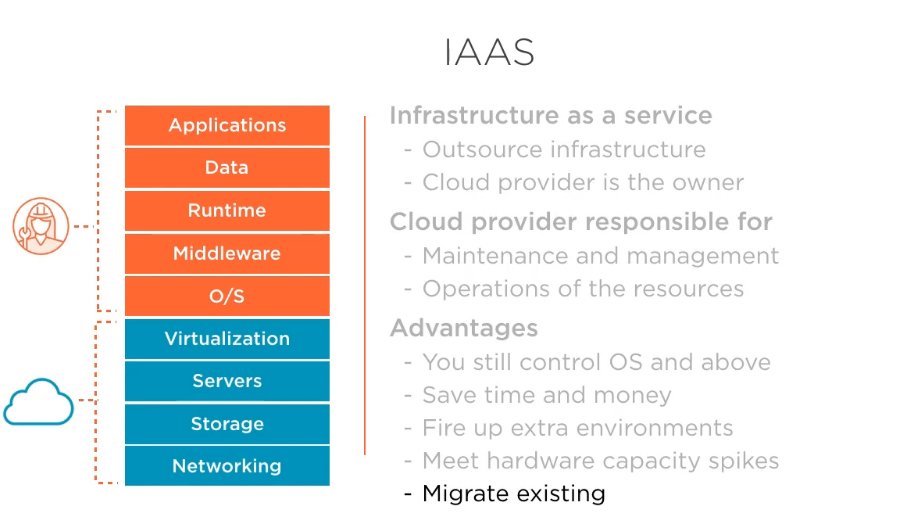 IAAS
Applications
Data
Runtime
Middleware
O/S
Virtualization
Servers
Storage
Networking
Infrastructure as a service
- Outsource infrastructure
- Cloud provider is the owner
Cloud provider responsible for
- Maintenance and management
- Operations of the resources
Advantages
- You still control OS and above
- Save time and money
- Fire up extra environments
- Meet hardware capacity spikes
- Migrate existing